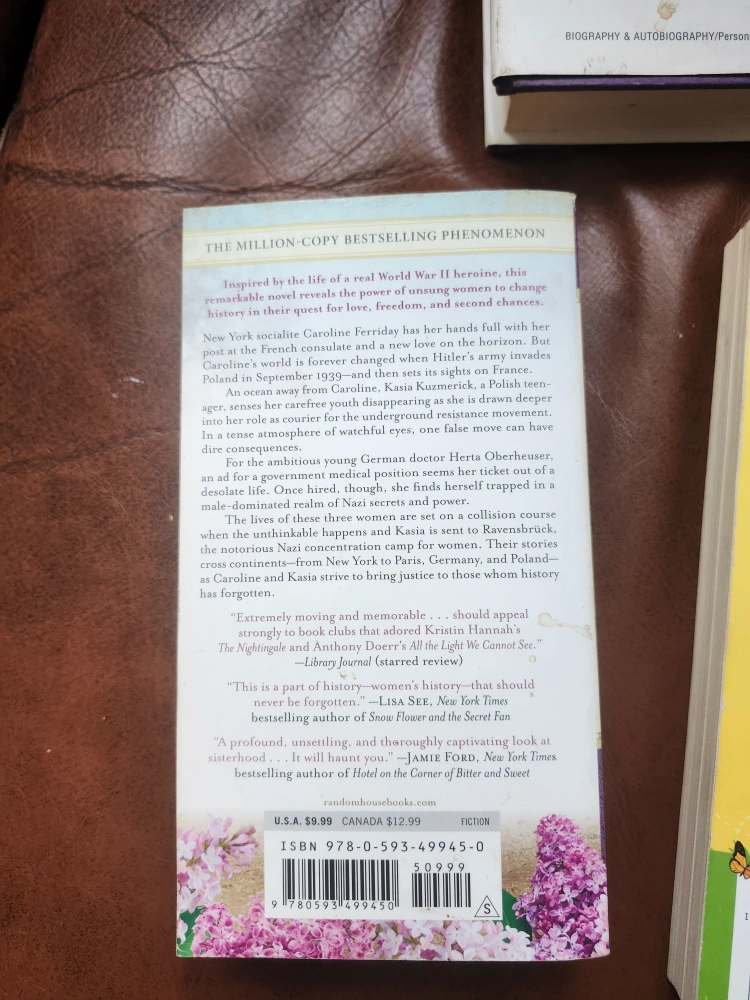 BIOGRAPHY & AUTOBIOGRAPHY/Person
THE MILLION-COPY BESTSELLING PHENOMENON
Inspired by the life of a real World War II heroine, this
remarkable novel reveals the power of unsung women to change
history in their quest for love, freedom, and second chances.
New York socialite Caroline Ferriday has her hands full with her
post at the French consulate and a new love on the horizon. But
Caroline's world is forever changed when Hitler's army invades
Poland in September 1939—and then sets its sights on France.
An ocean away from Caroline, Kasia Kuzmerick, a Polish teen-
ager, senses her carefree youth disappearing as she is drawn deeper
into her role as courier for the underground resistance movement.
In a tense atmosphere of watchful eyes, one false move can have
dire consequences.
For the ambitious young German doctor Herta Oberheuser,
an ad for a government medical position seems her ticket out of a
desolate life. Once hired, though, she finds herself trapped in a
male-dominated realm of Nazi secrets and power.
The lives of these three women are set on a collision course
when the unthinkable happens and Kasia is sent to Ravensbrück,
the notorious Nazi concentration camp for women. Their stories
cross continents—from New York to Paris, Germany, and Poland—
as Caroline and Kasia strive to bring justice to those whom history
has forgotten.
"Extremely moving and memorable . . . should appeal
strongly to book clubs that adored Kristin Hannah's
The Nightingale and Anthony Doerr's All the Light We Cannot See."
—Library Journal (starred review)
"This is a part of history—women's history—that should
never be forgotten." —LISA SEE, New York Times
bestselling author of Snow Flower and the Secret Fan
"A profound, unsettling, and thoroughly captivating look at
sisterhood . . . It will haunt you." —JAMIE FORD, New York Times
bestselling author of Hotel on the Corner of Bitter and Sweet
randomhousebooks.com
U.S.A. $9.99 CANADA $12.99 FICTION
ISBN 978-0-593-49945-0
50999
9 780593 499450
S
I